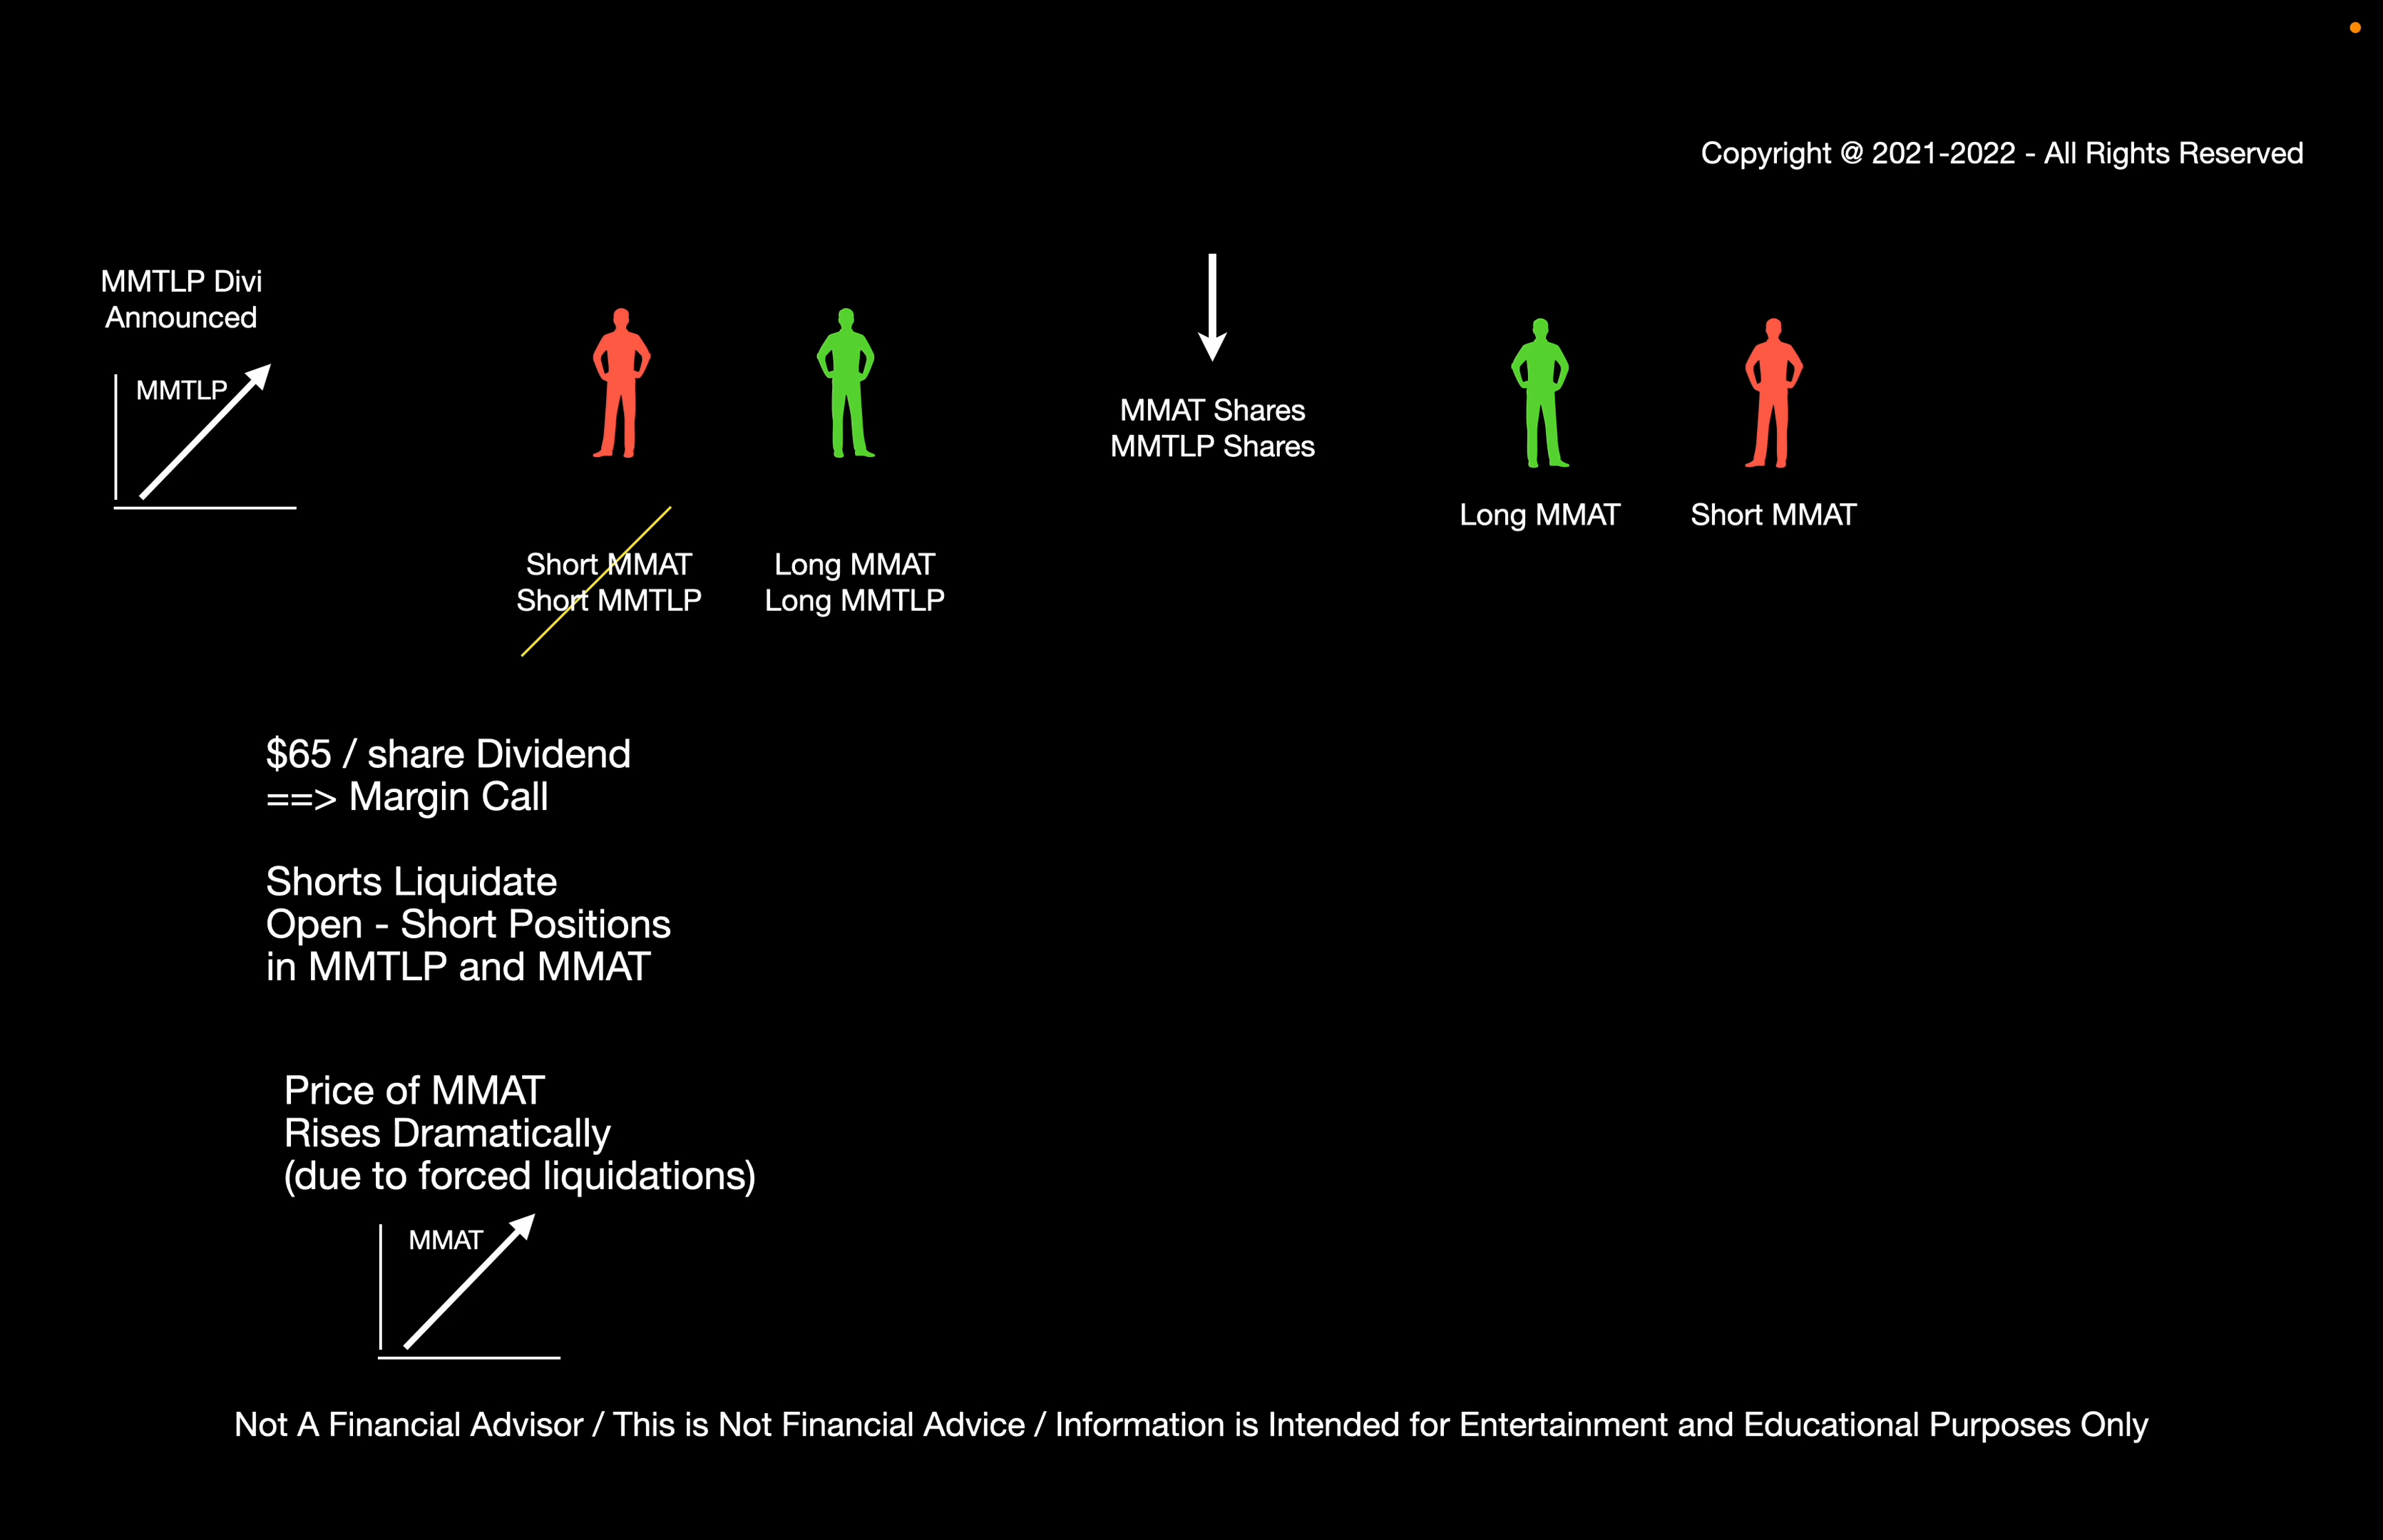 Copyright @ 2021-2022 - All Rights Reserved
MMTLP Divi
Announced
MMTLP
MMAT Shares
MMTLP Shares
Long MMAT
Short MMAT
Short MMAT
Short MMTLP
Long MMAT
Long MMTLP
$65 / share Dividend
==> Margin Call
Shorts Liquidate
Open - Short Positions
in MMTLP and MMAT
Price of MMAT
Rises Dramatically
(due to forced liquidations)
MMAT
Not A Financial Advisor / This is Not Financial Advice / Information is Intended for Entertainment and Educational Purposes Only